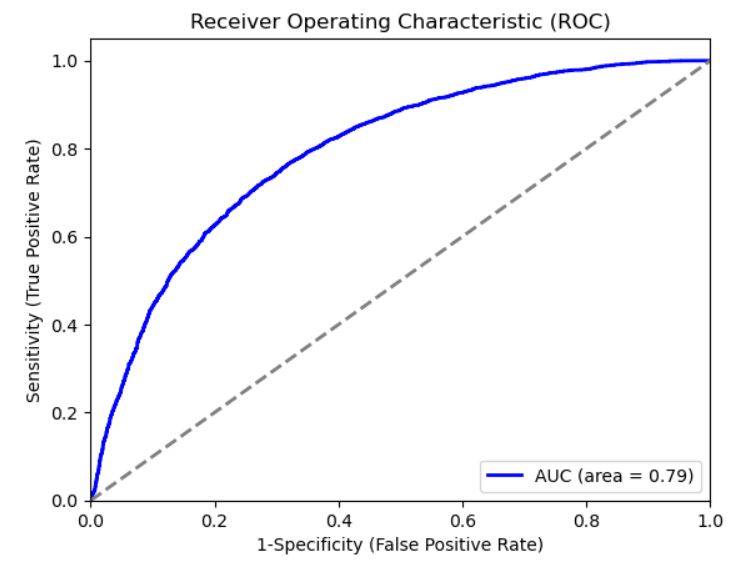 Receiver Operating Characteristic (ROC)
1.0
0.8
0.6
0.4
0.2
0.0
Sensitivity (True Positive Rate)
AUC (area = 0.79)
0.0 0.2 0.4 0.6 0.8 1.0
1-Specificity (False Positive Rate)